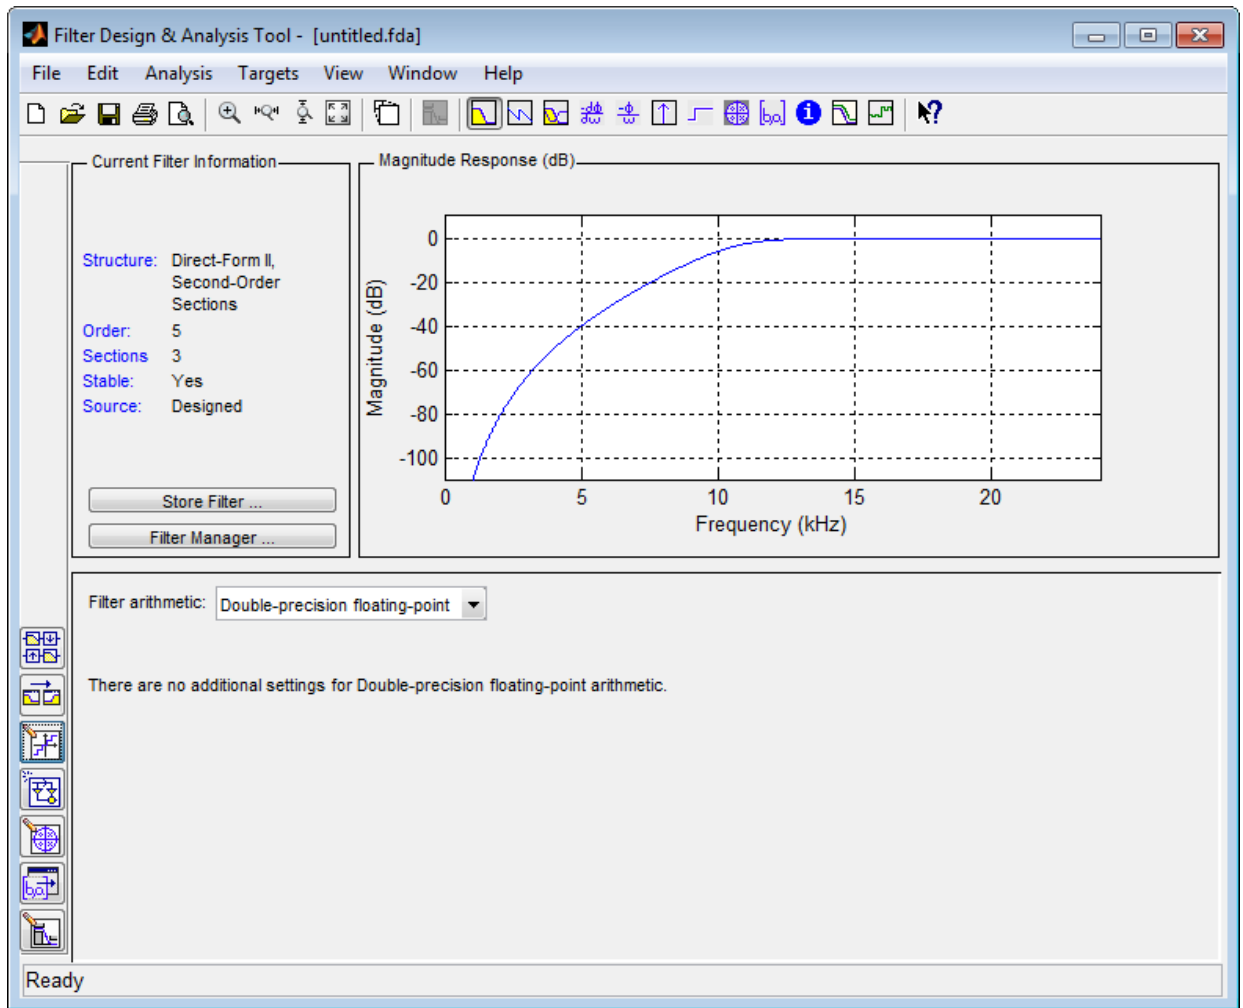 Filter Design & Analysis Tool - [untitled.fda]
File Edit Analysis Targets View Window Help
Current Filter Information
Structure: Direct-Form II,
Second-Order
Sections
Order: 5
Sections 3
Stable: Yes
Source: Designed
Store Filter ...
Filter Manager ...
Magnitude Response (dB)
Magnitude (dB)
0
-20
-40
-60
-80
-100
0 5 10 15 20
Frequency (kHz)
Filter arithmetic: Double-precision floating-point
There are no additional settings for Double-precision floating-point arithmetic.
Ready